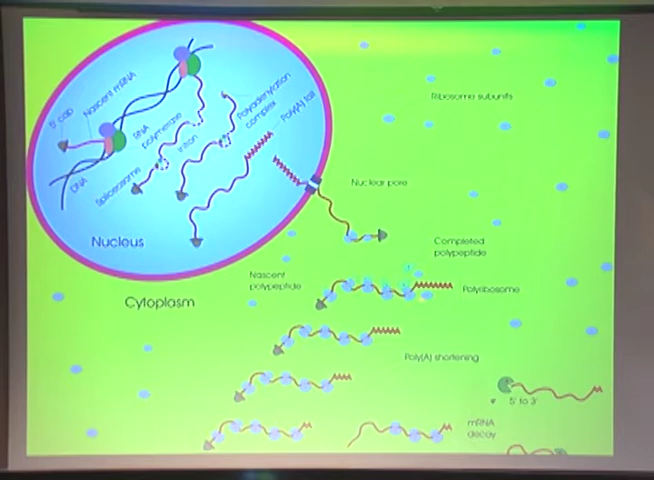 5' cap
Nascent mRNA
DNA
RNA
polymerase
Spliceosome
Intron
Polyadenylation
complex
Poly(A) tail
Nucleus
Ribosome subunits
Nuclear pore
Completed
polypeptide
Nascent
polypeptide
Cytoplasm
Polyribosome
Poly(A) shortening
5' to 3'
mRNA
decay